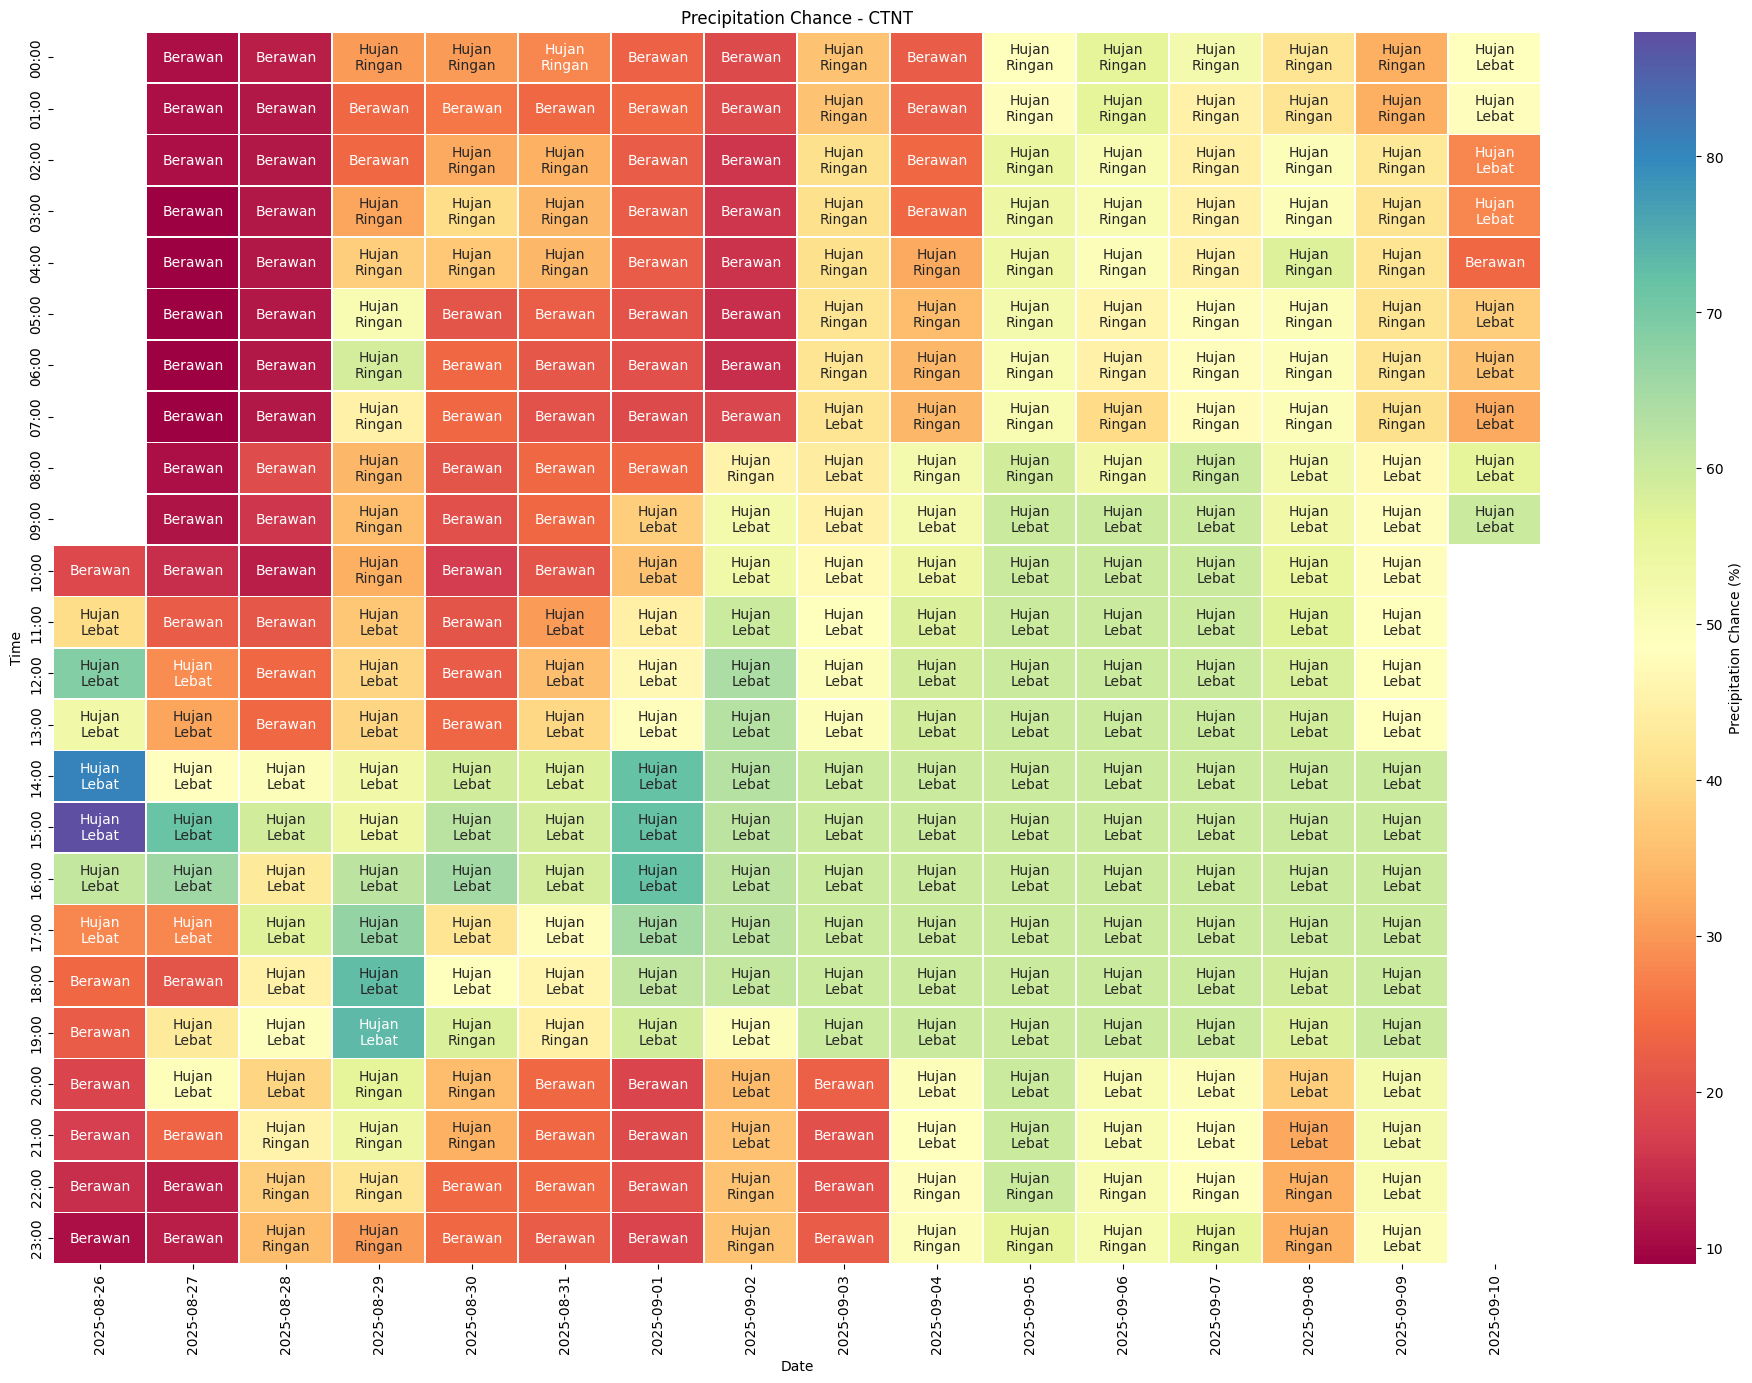 Precipitation Chance - CTNT
00:00 Berawan Berawan Hujan Ringan Hujan Ringan Hujan Ringan Berawan Berawan Hujan Ringan Berawan Hujan Ringan Hujan Ringan Hujan Ringan Hujan Ringan Hujan Ringan Hujan Lebat
01:00 Berawan Berawan Berawan Berawan Berawan Berawan Berawan Hujan Ringan Berawan Hujan Ringan Hujan Ringan Hujan Ringan Hujan Ringan Hujan Ringan Hujan Lebat
02:00 Berawan Berawan Berawan Hujan Ringan Hujan Ringan Berawan Berawan Hujan Ringan Berawan Hujan Ringan Hujan Ringan Hujan Ringan Hujan Ringan Hujan Ringan Hujan Lebat
03:00 Berawan Berawan Hujan Ringan Hujan Ringan Hujan Ringan Berawan Berawan Hujan Ringan Berawan Hujan Ringan Hujan Ringan Hujan Ringan Hujan Ringan Hujan Ringan Hujan Lebat
04:00 Berawan Berawan Hujan Ringan Hujan Ringan Hujan Ringan Berawan Berawan Hujan Ringan Hujan Ringan Hujan Ringan Hujan Ringan Hujan Ringan Hujan Ringan Hujan Ringan Berawan
05:00 Berawan Berawan Hujan Ringan Berawan Berawan Berawan Berawan Hujan Ringan Hujan Ringan Hujan Ringan Hujan Ringan Hujan Ringan Hujan Ringan Hujan Ringan Hujan Lebat
06:00 Berawan Berawan Hujan Ringan Berawan Berawan Berawan Berawan Hujan Ringan Hujan Ringan Hujan Ringan Hujan Ringan Hujan Ringan Hujan Ringan Hujan Ringan Hujan Lebat
07:00 Berawan Berawan Hujan Ringan Berawan Berawan Berawan Berawan Hujan Lebat Hujan Ringan Hujan Ringan Hujan Ringan Hujan Ringan Hujan Ringan Hujan Ringan Hujan Lebat
08:00 Berawan Berawan Hujan Ringan Berawan Berawan Berawan Hujan Ringan Hujan Lebat Hujan Ringan Hujan Ringan Hujan Ringan Hujan Ringan Hujan Lebat Hujan Lebat Hujan Lebat
09:00 Berawan Berawan Hujan Ringan Berawan Berawan Hujan Lebat Hujan Lebat Hujan Lebat Hujan Lebat Hujan Lebat Hujan Lebat Hujan Lebat Hujan Lebat Hujan Lebat Hujan Lebat
10:00 Berawan Berawan Berawan Hujan Ringan Berawan Berawan Hujan Lebat Hujan Lebat Hujan Lebat Hujan Lebat Hujan Lebat Hujan Lebat Hujan Lebat Hujan Lebat Hujan Lebat
11:00 Hujan Lebat Berawan Berawan Hujan Lebat Berawan Hujan Lebat Hujan Lebat Hujan Lebat Hujan Lebat Hujan Lebat Hujan Lebat Hujan Lebat Hujan Lebat Hujan Lebat Hujan Lebat
12:00 Hujan Lebat Hujan Lebat Berawan Hujan Lebat Berawan Hujan Lebat Hujan Lebat Hujan Lebat Hujan Lebat Hujan Lebat Hujan Lebat Hujan Lebat Hujan Lebat Hujan Lebat Hujan Lebat
13:00 Hujan Lebat Hujan Lebat Berawan Hujan Lebat Berawan Hujan Lebat Hujan Lebat Hujan Lebat Hujan Lebat Hujan Lebat Hujan Lebat Hujan Lebat Hujan Lebat Hujan Lebat Hujan Lebat
14:00 Hujan Lebat Hujan Lebat Hujan Lebat Hujan Lebat Hujan Lebat Hujan Lebat Hujan Lebat Hujan Lebat Hujan Lebat Hujan Lebat Hujan Lebat Hujan Lebat Hujan Lebat Hujan Lebat Hujan Lebat
15:00 Hujan Lebat Hujan Lebat Hujan Lebat Hujan Lebat Hujan Lebat Hujan Lebat Hujan Lebat Hujan Lebat Hujan Lebat Hujan Lebat Hujan Lebat Hujan Lebat Hujan Lebat Hujan Lebat Hujan Lebat
16:00 Hujan Lebat Hujan Lebat Hujan Lebat Hujan Lebat Hujan Lebat Hujan Lebat Hujan Lebat Hujan Lebat Hujan Lebat Hujan Lebat Hujan Lebat Hujan Lebat Hujan Lebat Hujan Lebat Hujan Lebat
17:00 Hujan Lebat Hujan Lebat Hujan Lebat Hujan Lebat Hujan Lebat Hujan Lebat Hujan Lebat Hujan Lebat Hujan Lebat Hujan Lebat Hujan Lebat Hujan Lebat Hujan Lebat Hujan Lebat Hujan Lebat
18:00 Berawan Berawan Hujan Lebat Hujan Lebat Hujan Lebat Hujan Lebat Hujan Lebat Hujan Lebat Hujan Lebat Hujan Lebat Hujan Lebat Hujan Lebat Hujan Lebat Hujan Lebat Hujan Lebat
19:00 Berawan Hujan Lebat Hujan Lebat Hujan Lebat Hujan Ringan Hujan Ringan Hujan Lebat Hujan Lebat Hujan Lebat Hujan Lebat Hujan Lebat Hujan Lebat Hujan Lebat Hujan Lebat Hujan Lebat
20:00 Berawan Hujan Lebat Hujan Lebat Hujan Ringan Hujan Ringan Berawan Berawan Hujan Lebat Berawan Hujan Lebat Hujan Lebat Hujan Lebat Hujan Lebat Hujan Lebat Hujan Lebat
21:00 Berawan Berawan Hujan Ringan Hujan Ringan Hujan Ringan Berawan Berawan Hujan Lebat Berawan Hujan Lebat Hujan Lebat Hujan Lebat Hujan Lebat Hujan Lebat Hujan Lebat
22:00 Berawan Berawan Hujan Ringan Hujan Ringan Berawan Berawan Berawan Hujan Ringan Berawan Hujan Ringan Hujan Ringan Hujan Ringan Hujan Ringan Hujan Ringan Hujan Lebat
23:00 Berawan Berawan Hujan Ringan Hujan Ringan Berawan Berawan Berawan Hujan Ringan Berawan Hujan Ringan Hujan Ringan Hujan Ringan Hujan Ringan Hujan Ringan Hujan Lebat
Time
2025-08-26
2025-08-27
2025-08-28
2025-08-29
2025-08-30
2025-08-31
2025-09-01
2025-09-02
2025-09-03
2025-09-04
2025-09-05
2025-09-06
2025-09-07
2025-09-08
2025-09-09
2025-09-10
Date
80
70
60
50
40
30
20
10
Precipitation Chance (%)